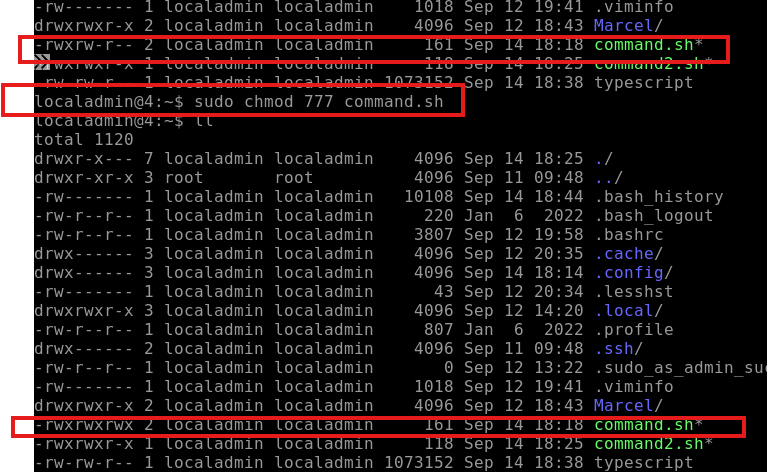 -rw------- 1 localadmin localadmin    1018 Sep 12 19:41 .viminfo
drwxrwxr-x 2 localadmin localadmin    4096 Sep 12 18:43 Marcel/
-rwxrw-r-- 2 localadmin localadmin     161 Sep 14 18:18 command.sh*
wxrwxr-x 1 localadmin localadmin     118 Sep 14 18:25 command2.sh*
-rw-rw-r-- 1 localadmin localadmin 1073152 Sep 14 18:38 typescript
localadmin@4:~$ sudo chmod 777 command.sh
localadmin@4:~$ ll
total 1120
drwxr-x--- 7 localadmin localadmin    4096 Sep 14 18:25 ./
drwxr-xr-x 3 root       root          4096 Sep 11 09:48 ../
-rw------- 1 localadmin localadmin   10108 Sep 14 18:44 .bash_history
-rw-r--r-- 1 localadmin localadmin     220 Jan  6  2022 .bash_logout
-rw-r--r-- 1 localadmin localadmin    3807 Sep 12 19:58 .bashrc
drwx------ 3 localadmin localadmin    4096 Sep 12 20:35 .cache/
drwx------ 3 localadmin localadmin    4096 Sep 14 18:14 .config/
-rw------- 1 localadmin localadmin      43 Sep 12 20:34 .lesshst
drwxrwxr-x 3 localadmin localadmin    4096 Sep 12 14:20 .local/
-rw-r--r-- 1 localadmin localadmin     807 Jan  6  2022 .profile
drwx------ 2 localadmin localadmin    4096 Sep 11 09:48 .ssh/
-rw-r--r-- 1 localadmin localadmin       0 Sep 12 13:22 .sudo_as_admin_su
-rw------- 1 localadmin localadmin    1018 Sep 12 19:41 .viminfo
drwxrwxr-x 2 localadmin localadmin    4096 Sep 12 18:43 Marcel/
-rwxrwxrwx 2 localadmin localadmin     161 Sep 14 18:18 command.sh*
-rwxrwxr-x 1 localadmin localadmin     118 Sep 14 18:25 command2.sh*
-rw-rw-r-- 1 localadmin localadmin 1073152 Sep 14 18:38 typescript